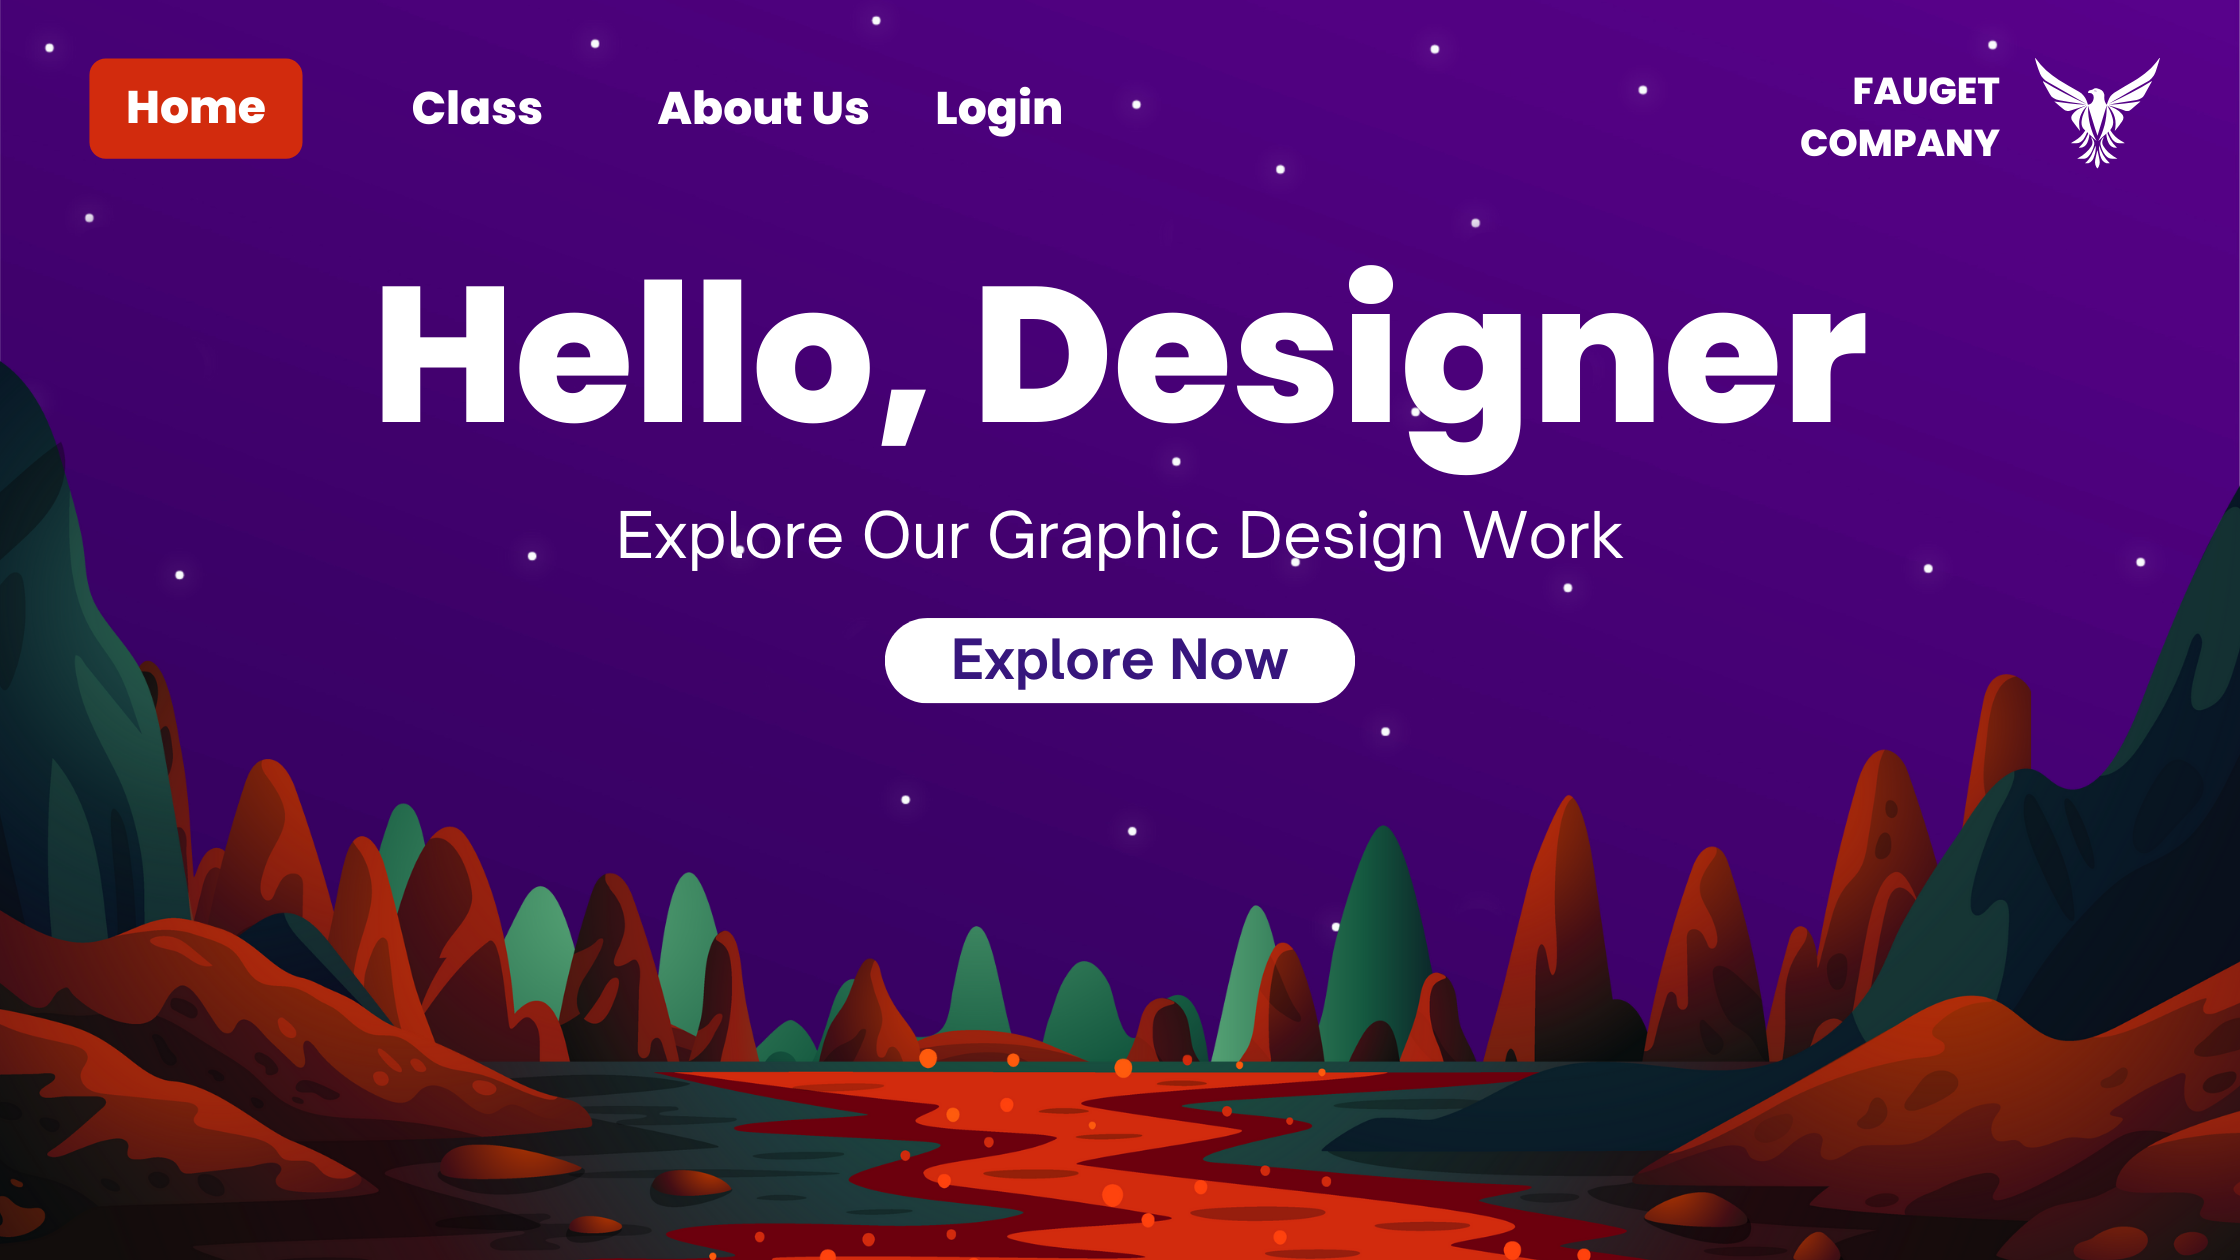 Home Class About Us Login
FAUGET
COMPANY
Hello, Designer
Explore Our Graphic Design Work
Explore Now